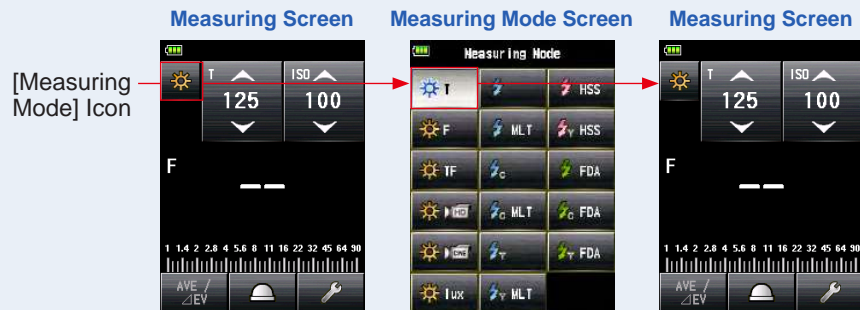 Measuring Screen
Measuring Mode Screen
Measuring Screen
[Measuring
Mode] Icon
T
ISO
125
100
F
1 1.4 2 2.8 4 5.6 8 11 16 22 32 45 64 90
AVE /
⊿EV
Measuring Mode
T
HSS
F
MLT
Y HSS
TF
C
FDA
HD
C MLT
C FDA
CINE
Y
Y FDA
lux
Y MLT
T
ISO
125
100
F
1 1.4 2 2.8 4 5.6 8 11 16 22 32 45 64 90
AVE /
⊿EV